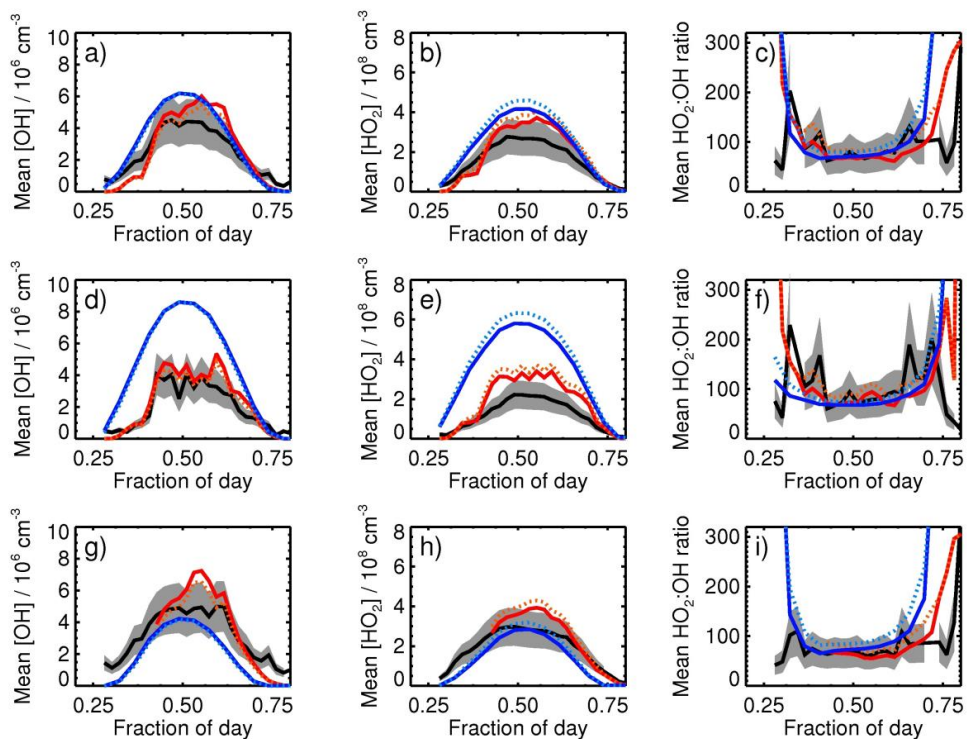 Mean [OH] / 10⁶ cm⁻³
10
8
6
4
2
0
a)
0.25 0.50 0.75
Fraction of day
Mean [HO₂] / 10⁸ cm⁻³
8
6
4
2
0
b)
0.25 0.50 0.75
Fraction of day
Mean HO₂:OH ratio
300
250
200
150
100
50
0
c)
0.25 0.50 0.75
Fraction of day
Mean [OH] / 10⁶ cm⁻³
10
8
6
4
2
0
d)
0.25 0.50 0.75
Fraction of day
Mean [HO₂] / 10⁸ cm⁻³
8
6
4
2
0
e)
0.25 0.50 0.75
Fraction of day
Mean HO₂:OH ratio
300
200
100
0
f)
0.25 0.50 0.75
Fraction of day
Mean [OH] / 10⁶ cm⁻³
10
8
6
4
2
0
g)
0.25 0.50 0.75
Fraction of day
Mean [HO₂] / 10⁸ cm⁻³
8
6
4
2
0
h)
0.25 0.50 0.75
Fraction of day
Mean HO₂:OH ratio
300
200
100
0
i)
0.25 0.50 0.75
Fraction of day